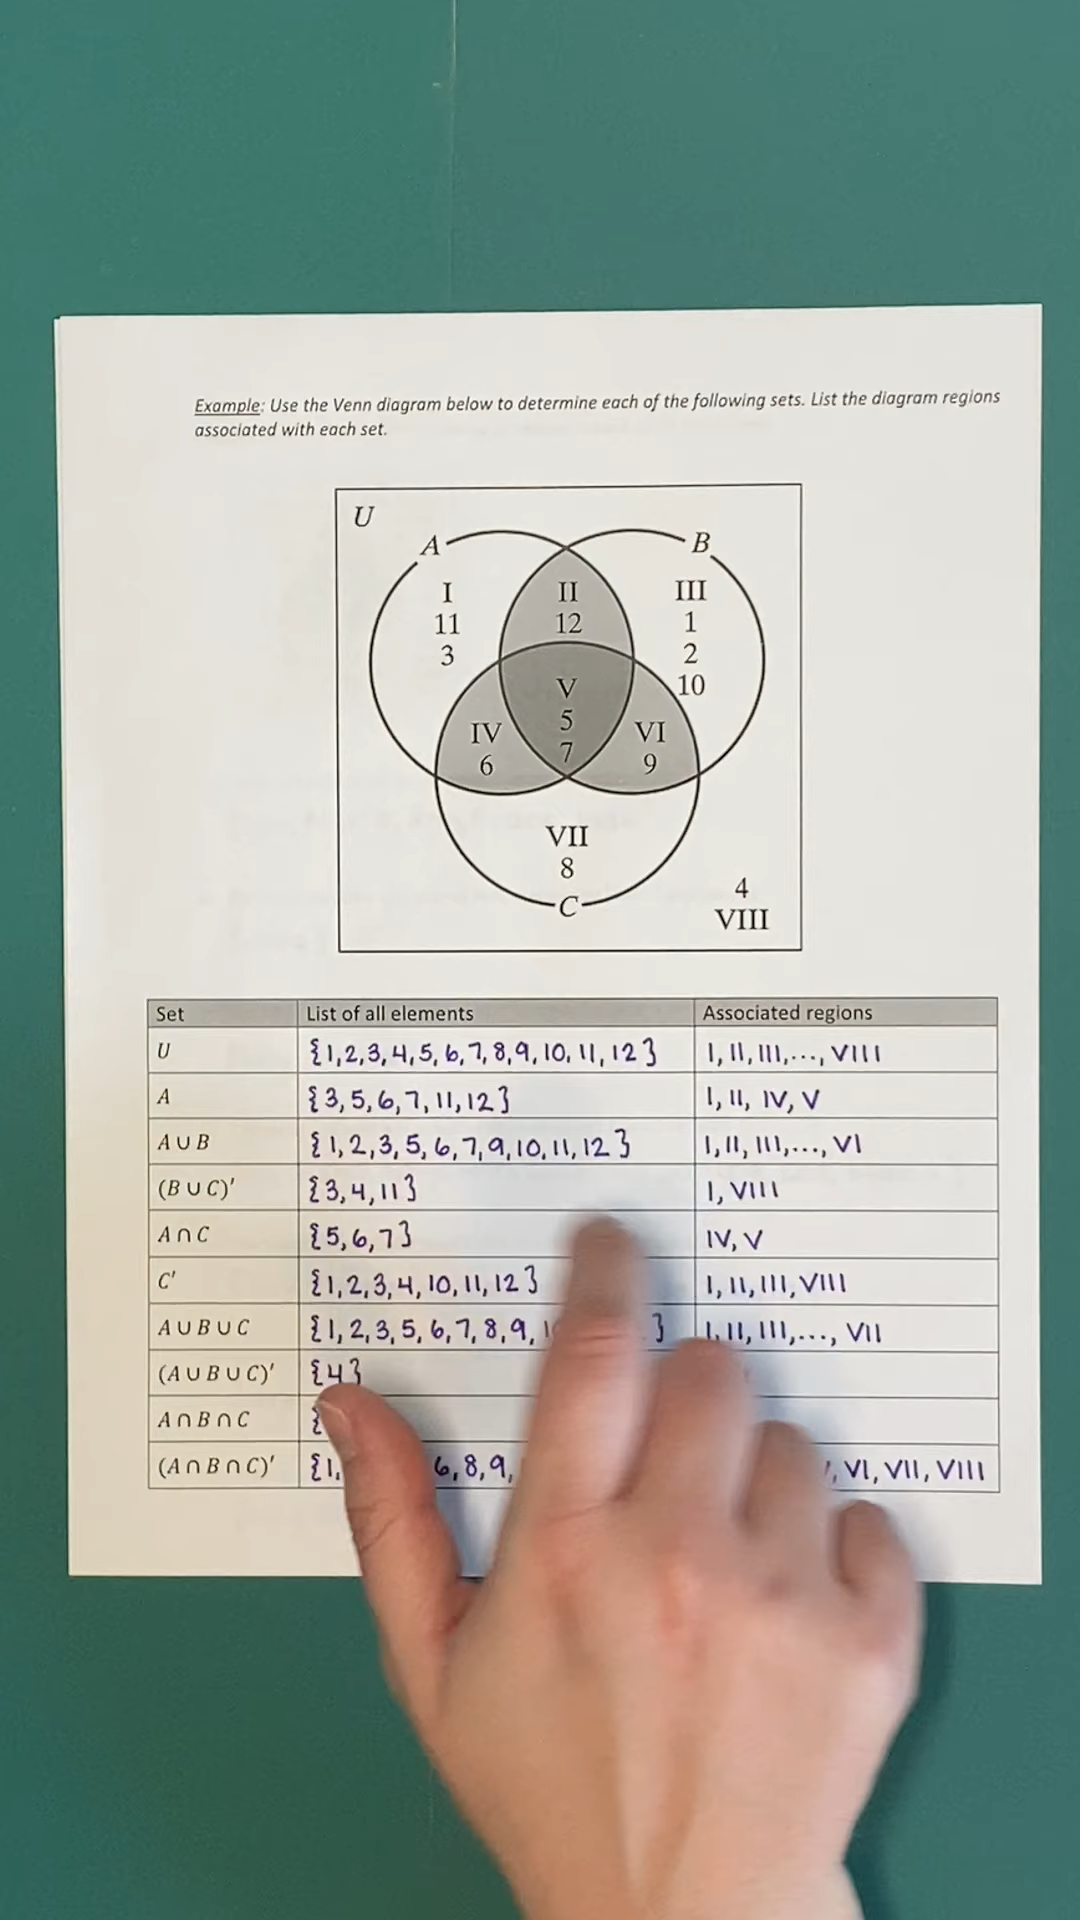 Example: Use the Venn diagram below to determine each of the following sets. List the diagram regions
associated with each set.
U
A
B
I
11
3
II
12
III
1
2
10
IV
6
V
5
7
VI
9
VII
8
C
4
VIII
Set List of all elements Associated regions
U {1,2,3,4,5,6,7,8,9,10,11,12} I,II,III,..., VIII
A {3,5,6,7,11,12} I, II, IV, V
A ∪ B {1,2,3,5,6,7,9,10,11,12} I,II,III,..., VI
(B ∪ C)′ {3,4,11} I, VIII
A ∩ C {5,6,7} IV, V
C′ {1,2,3,4,10,11,12} I,II,III,VIII
A ∪ B ∪ C {1,2,3,5,6,7,8,9, } I,II,III,..., VII
(A ∪ B ∪ C)′ {4}
A ∩ B ∩ C {
(A ∩ B ∩ C)′ {1, 6,8,9, , VI, VII, VIII